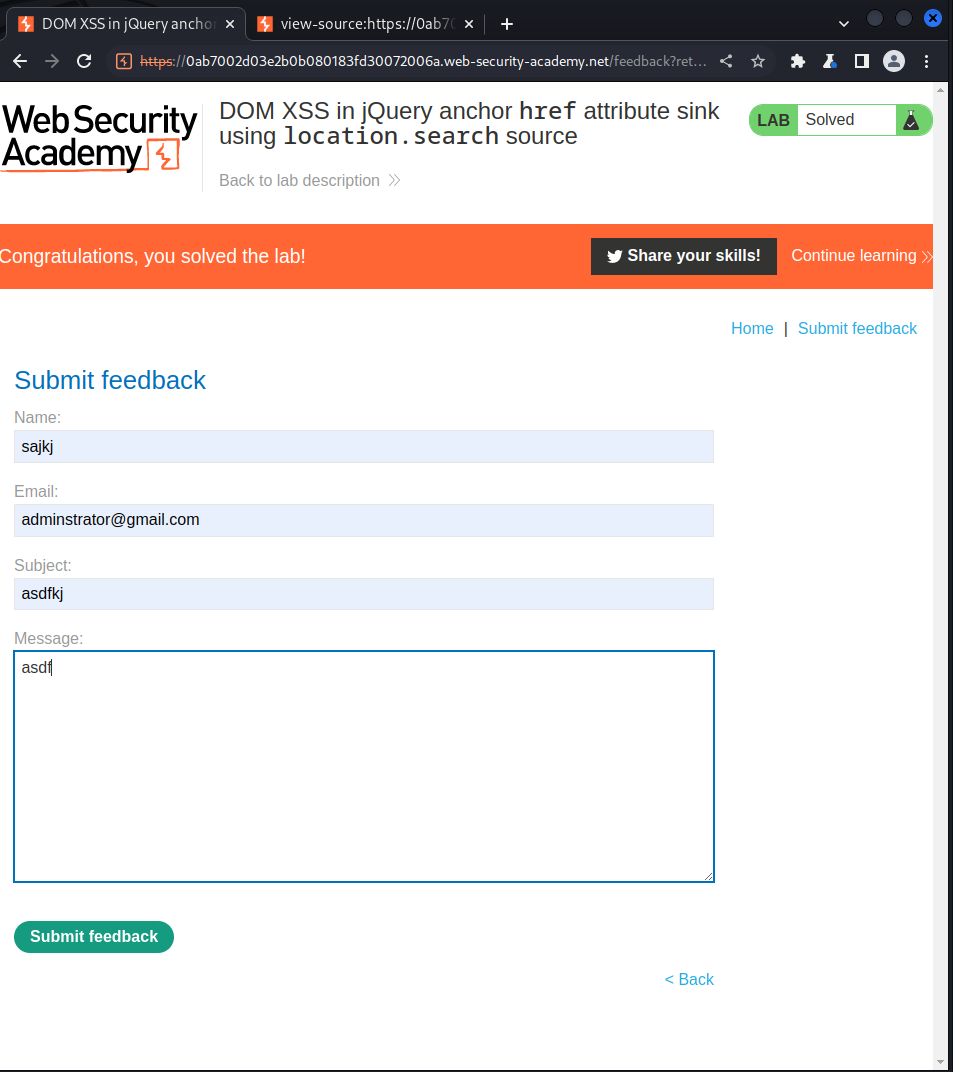 DOM XSS in jQuery anchor
view-source:https://0ab70
https://0ab7002d03e2b0b080183fd30072006a.web-security-academy.net/feedback?ret...
Web Security
Academy
DOM XSS in jQuery anchor href attribute sink
using location.search source
LAB Solved
Back to lab description
Congratulations, you solved the lab!
Share your skills!
Continue learning
Home | Submit feedback
Submit feedback
Name:
sajkj
Email:
adminstrator@gmail.com
Subject:
asdfkj
Message:
asdf
Submit feedback
< Back